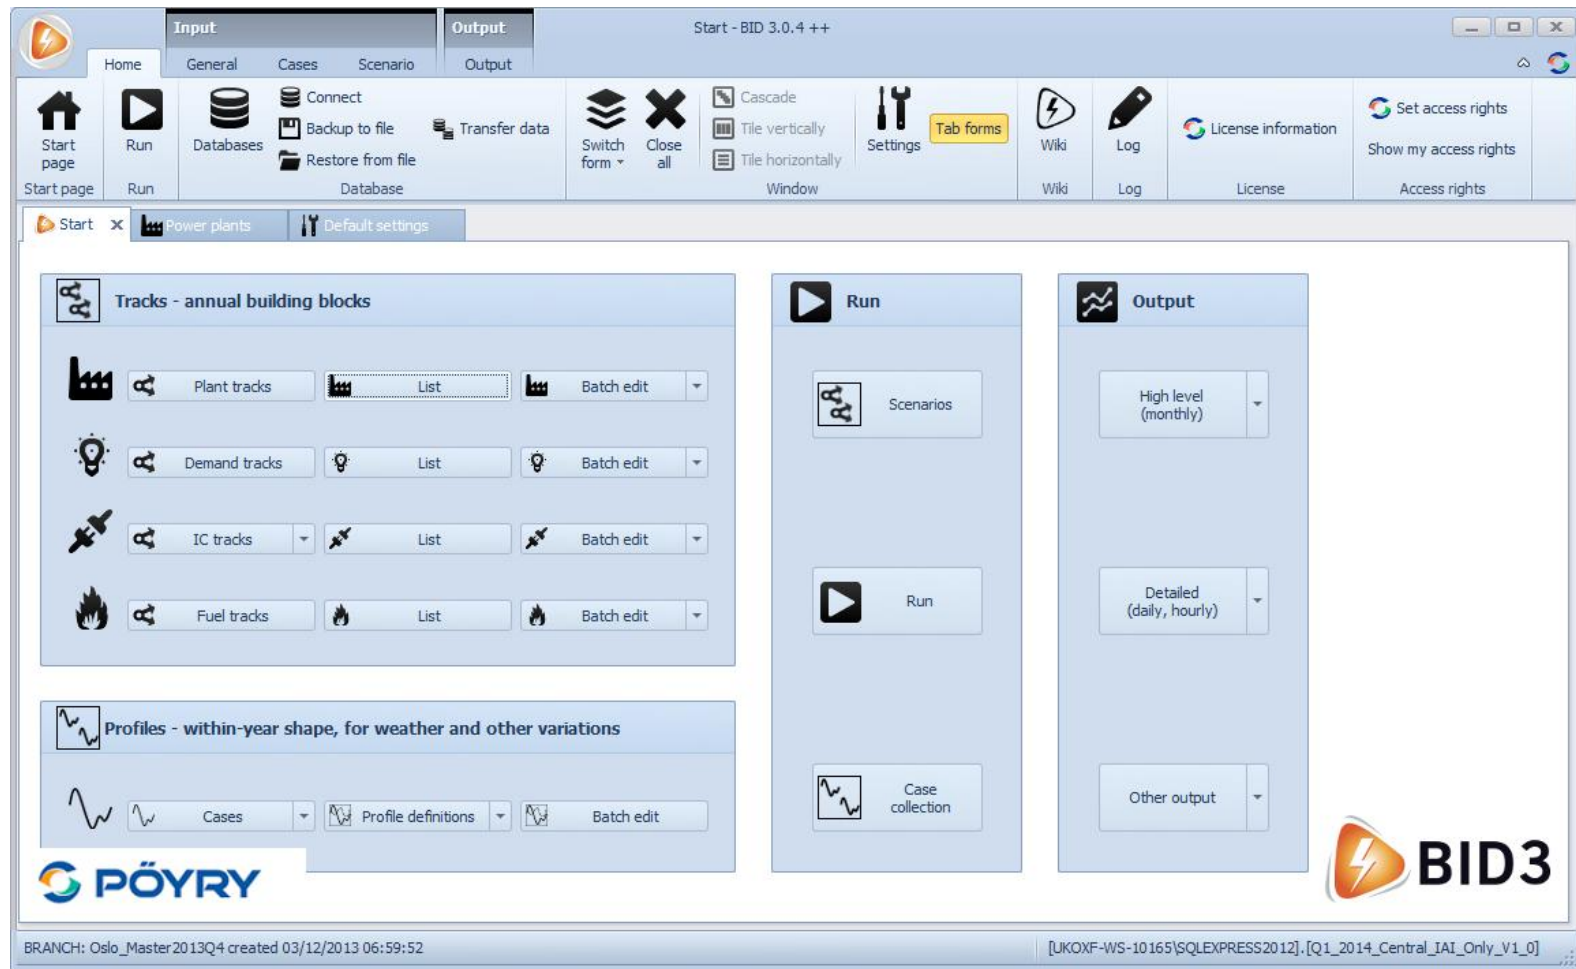 Input Output Start - BID 3.0.4 ++
Home General Cases Scenario Output
Start page
Run
Databases
Connect
Backup to file
Restore from file
Transfer data
Switch form
Close all
Cascade
Tile vertically
Tile horizontally
Settings
Tab forms
Wiki
Log
License information
Set access rights
Show my access rights
Start page Run Database Window Wiki Log License Access rights
Start Power plants Default settings
Tracks - annual building blocks
Plant tracks List Batch edit
Demand tracks List Batch edit
IC tracks List Batch edit
Fuel tracks List Batch edit
Profiles - within-year shape, for weather and other variations
Cases Profile definitions Batch edit
Run
Scenarios
Run
Case
collection
Output
High level
(monthly)
Detailed
(daily, hourly)
Other output
PÖYRY
BID3
BRANCH: Oslo_Master2013Q4 created 03/12/2013 06:59:52
[UKOXF-WS-10165\SQLEXPRESS2012].[Q1_2014_Central_IAI_Only_V1_0]